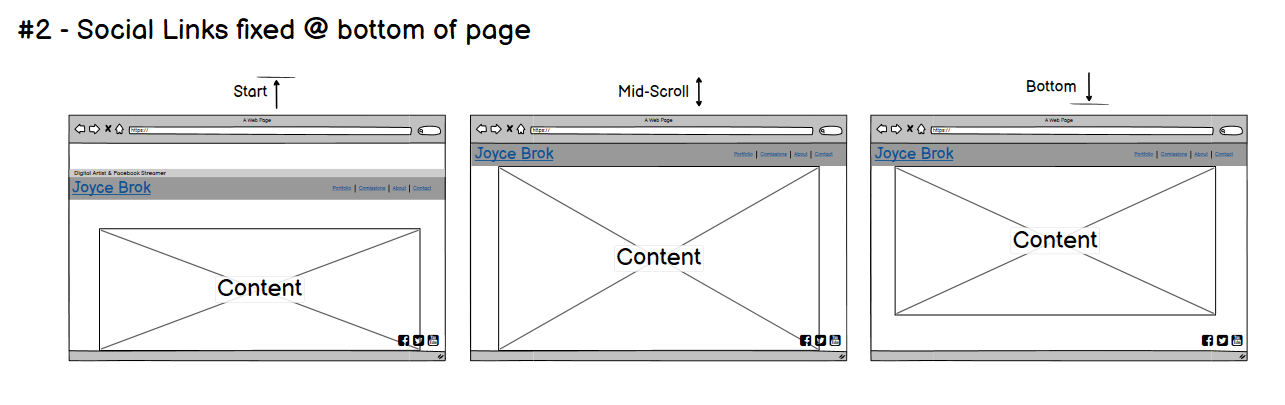 #2 - Social Links fixed @ bottom of page
Start
Mid-Scroll
Bottom
A Web Page
https://
Digital Artist & Facebook Streamer
Joyce Brok
Portfolio | Comissions | About | Contact
Content
A Web Page
https://
Joyce Brok
Portfolio | Comissions | About | Contact
Content
A Web Page
https://
Joyce Brok
Portfolio | Comissions | About | Contact
Content